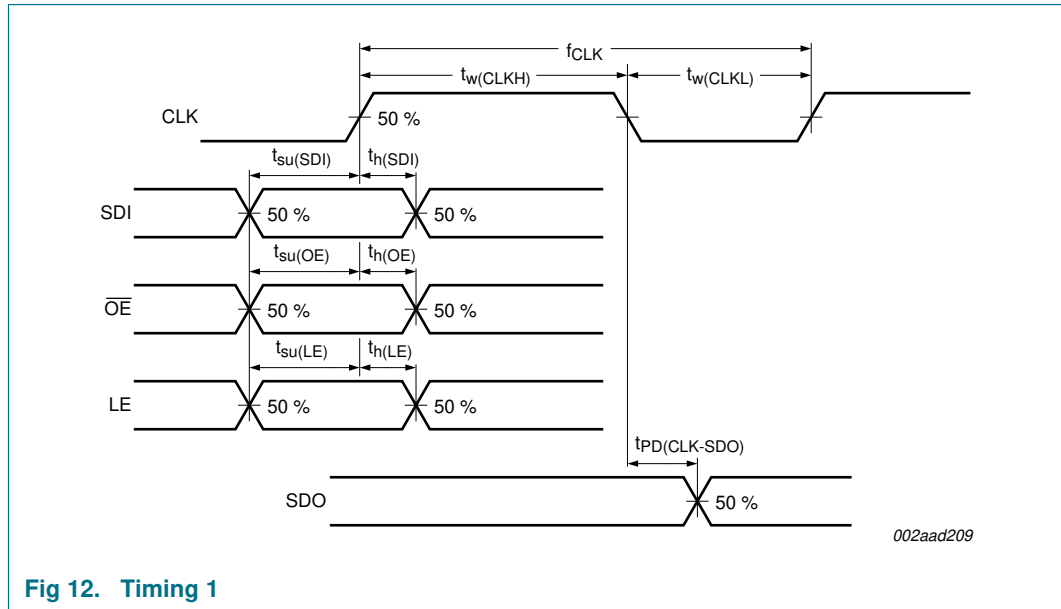 fCLK
tw(CLKH) tw(CLKL)
CLK 50 %
tsu(SDI) th(SDI)
SDI 50 % 50 %
tsu(OE) th(OE)
OE 50 % 50 %
tsu(LE) th(LE)
LE 50 % 50 %
tPD(CLK-SDO)
SDO 50 %
002aad209
Fig 12. Timing 1